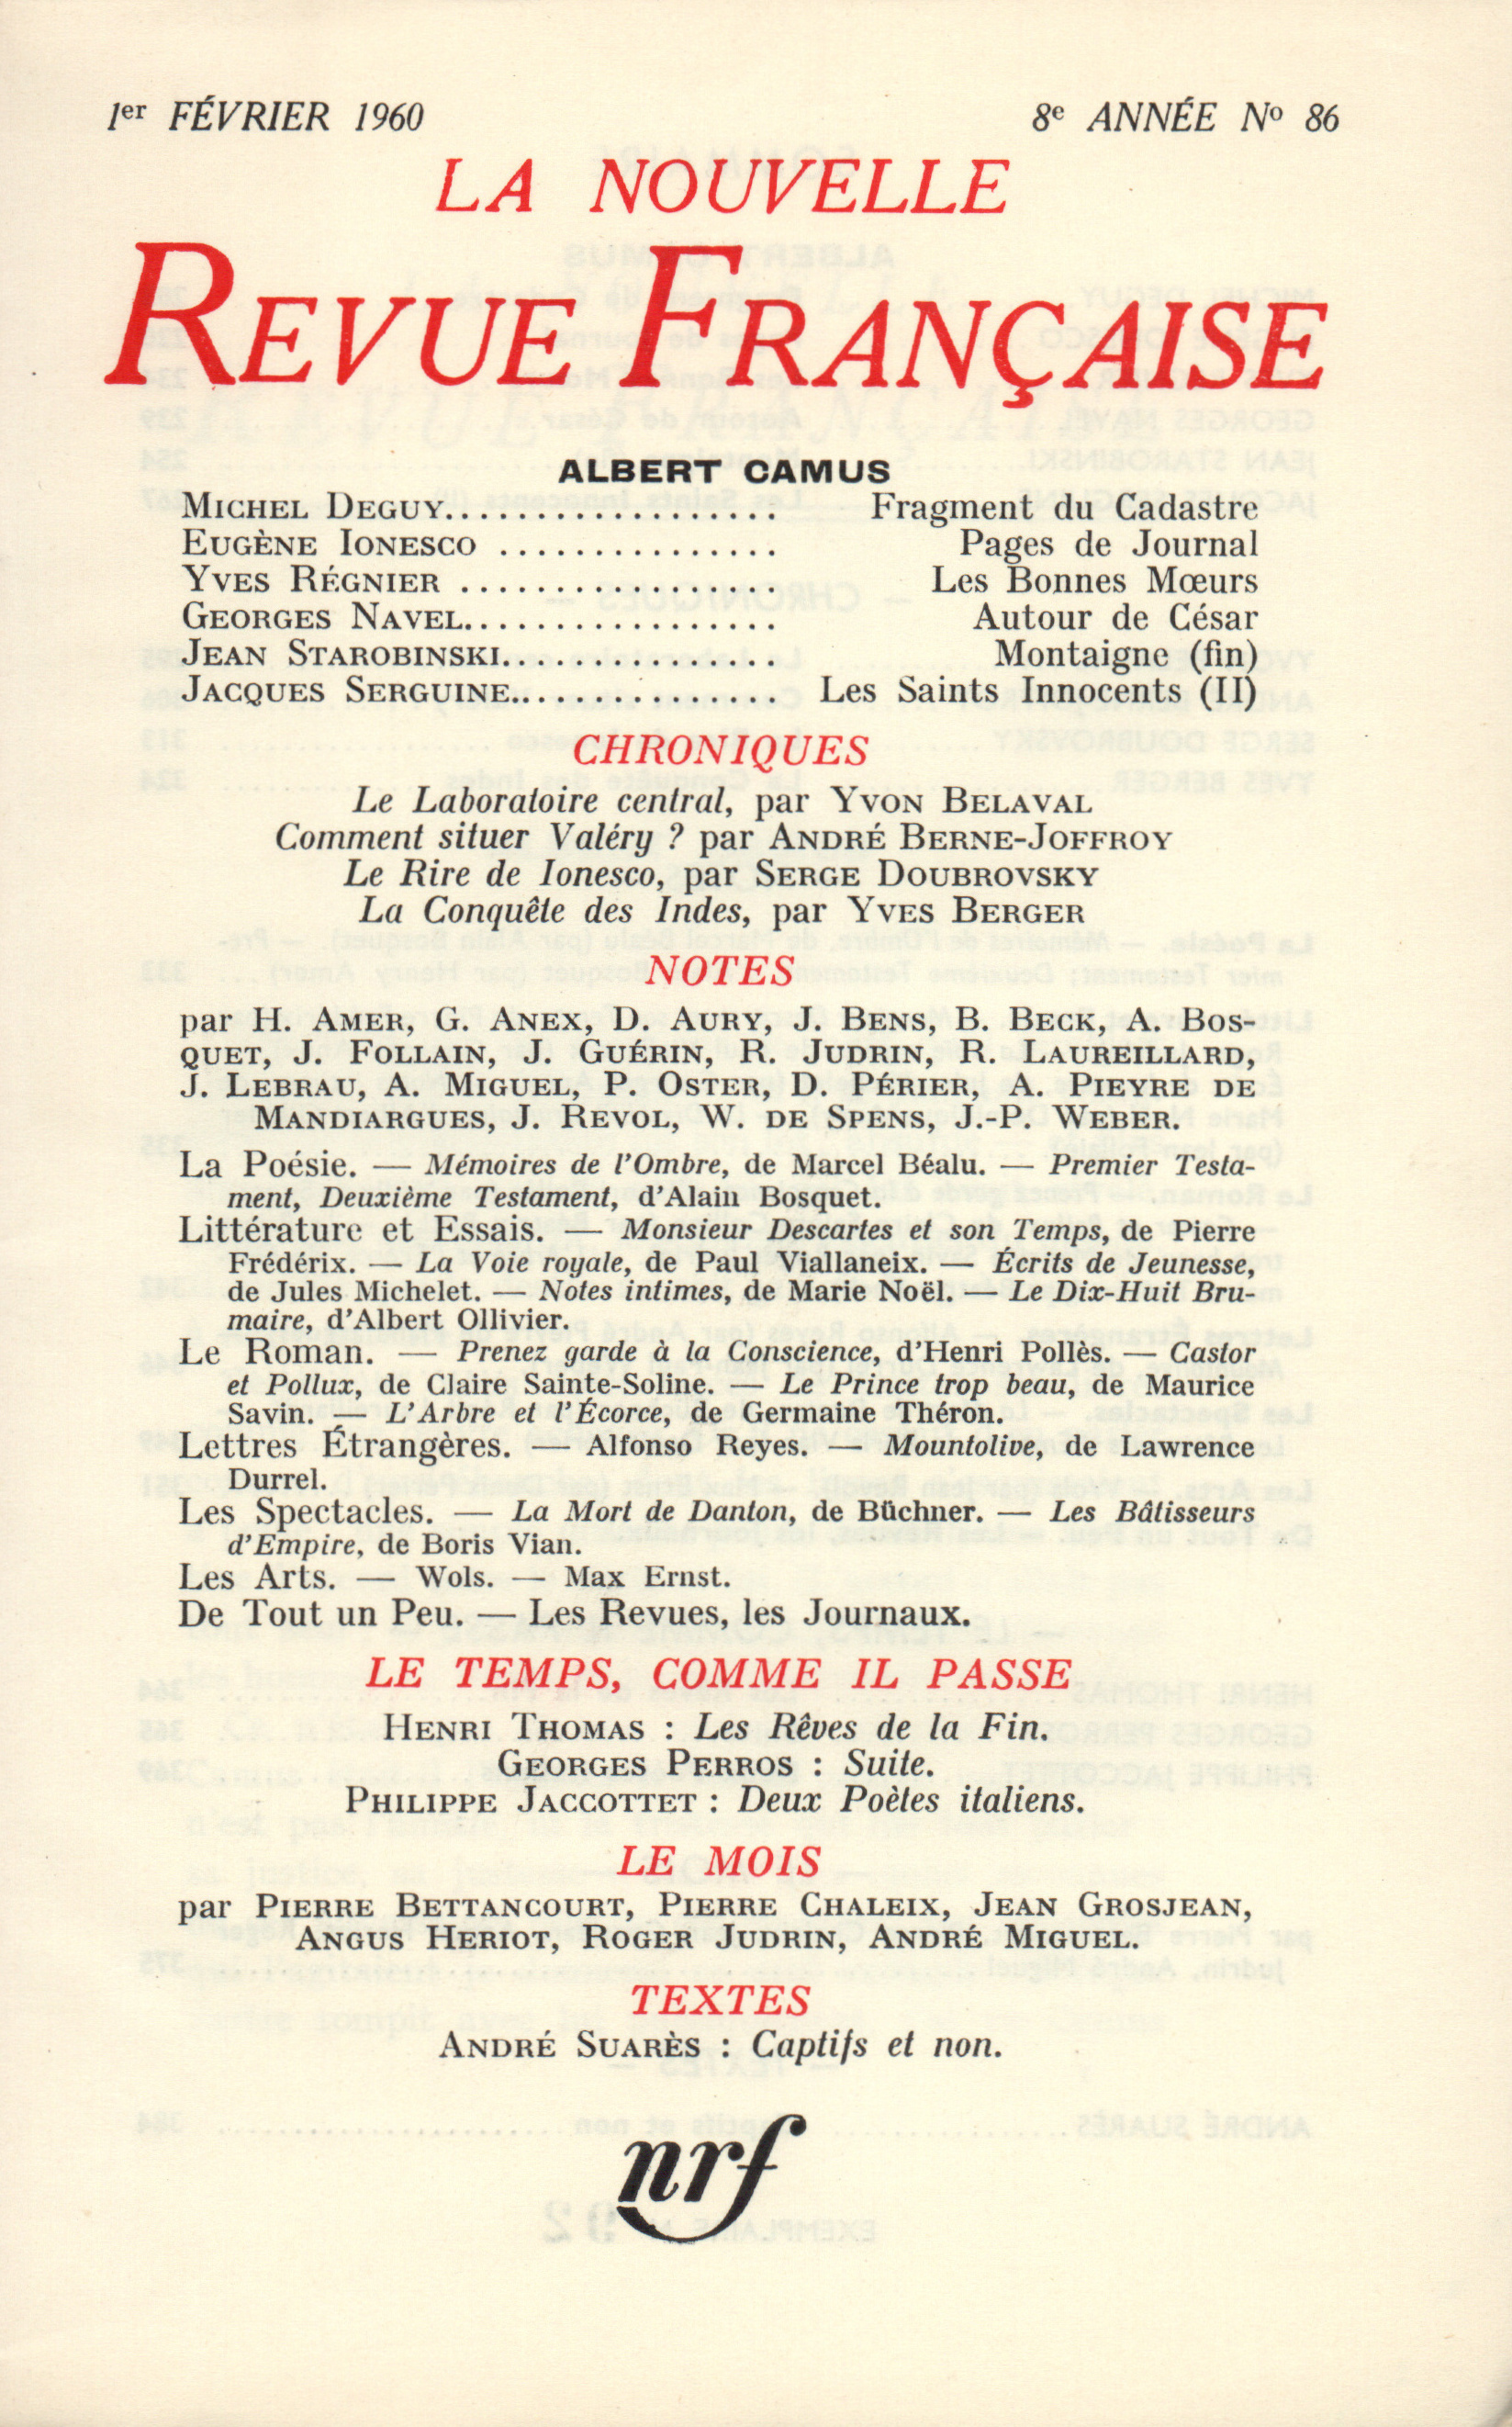 1er FÉVRIER 1960 8e ANNÉE No 86
LA NOUVELLE
REVUE FRANÇAISE
ALBERT CAMUS
MICHEL DEGUY................... Fragment du Cadastre
EUGÈNE IONESCO ............... Pages de Journal
YVES RÉGNIER ................. Les Bonnes Mœurs
GEORGES NAVEL.................. Autour de César
JEAN STAROBINSKI................ Montaigne (fin)
JACQUES SERGUINE................ Les Saints Innocents (II)
CHRONIQUES
Le Laboratoire central, par YVON BELAVAL
Comment situer Valéry ? par ANDRÉ BERNE-JOFFROY
Le Rire de Ionesco, par SERGE DOUBROVSKY
La Conquête des Indes, par YVES BERGER
NOTES
par H. AMER, G. ANEX, D. AURY, J. BENS, B. BECK, A. BOS-
QUET, J. FOLLAIN, J. GUÉRIN, R. JUDRIN, R. LAUREILLARD,
J. LEBRAU, A. MIGUEL, P. OSTER, D. PÉRIER, A. PIEYRE DE
MANDIARGUES, J. REVOL, W. DE SPENS, J.-P. WEBER.
La Poésie. — Mémoires de l'Ombre, de Marcel Béalu. — Premier Testa-
ment, Deuxième Testament, d'Alain Bosquet.
Littérature et Essais. — Monsieur Descartes et son Temps, de Pierre
Frédérix. — La Voie royale, de Paul Viallaneix. — Écrits de Jeunesse,
de Jules Michelet. — Notes intimes, de Marie Noël. — Le Dix-Huit Bru-
maire, d'Albert Ollivier.
Le Roman. — Prenez garde à la Conscience, d'Henri Pollès. — Castor
et Pollux, de Claire Sainte-Soline. — Le Prince trop beau, de Maurice
Savin. — L'Arbre et l'Écorce, de Germaine Théron.
Lettres Étrangères. — Alfonso Reyes. — Mountolive, de Lawrence
Durrel.
Les Spectacles. — La Mort de Danton, de Büchner. — Les Bâtisseurs
d'Empire, de Boris Vian.
Les Arts. — Wols. — Max Ernst.
De Tout un Peu. — Les Revues, les Journaux.
LE TEMPS, COMME IL PASSE
HENRI THOMAS : Les Rêves de la Fin.
GEORGES PERROS : Suite.
PHILIPPE JACCOTTET : Deux Poètes italiens.
LE MOIS
par PIERRE BETTANCOURT, PIERRE CHALEIX, JEAN GROSJEAN,
ANGUS HERIOT, ROGER JUDRIN, ANDRÉ MIGUEL.
TEXTES
ANDRÉ SUARÈS : Captifs et non.
nrf